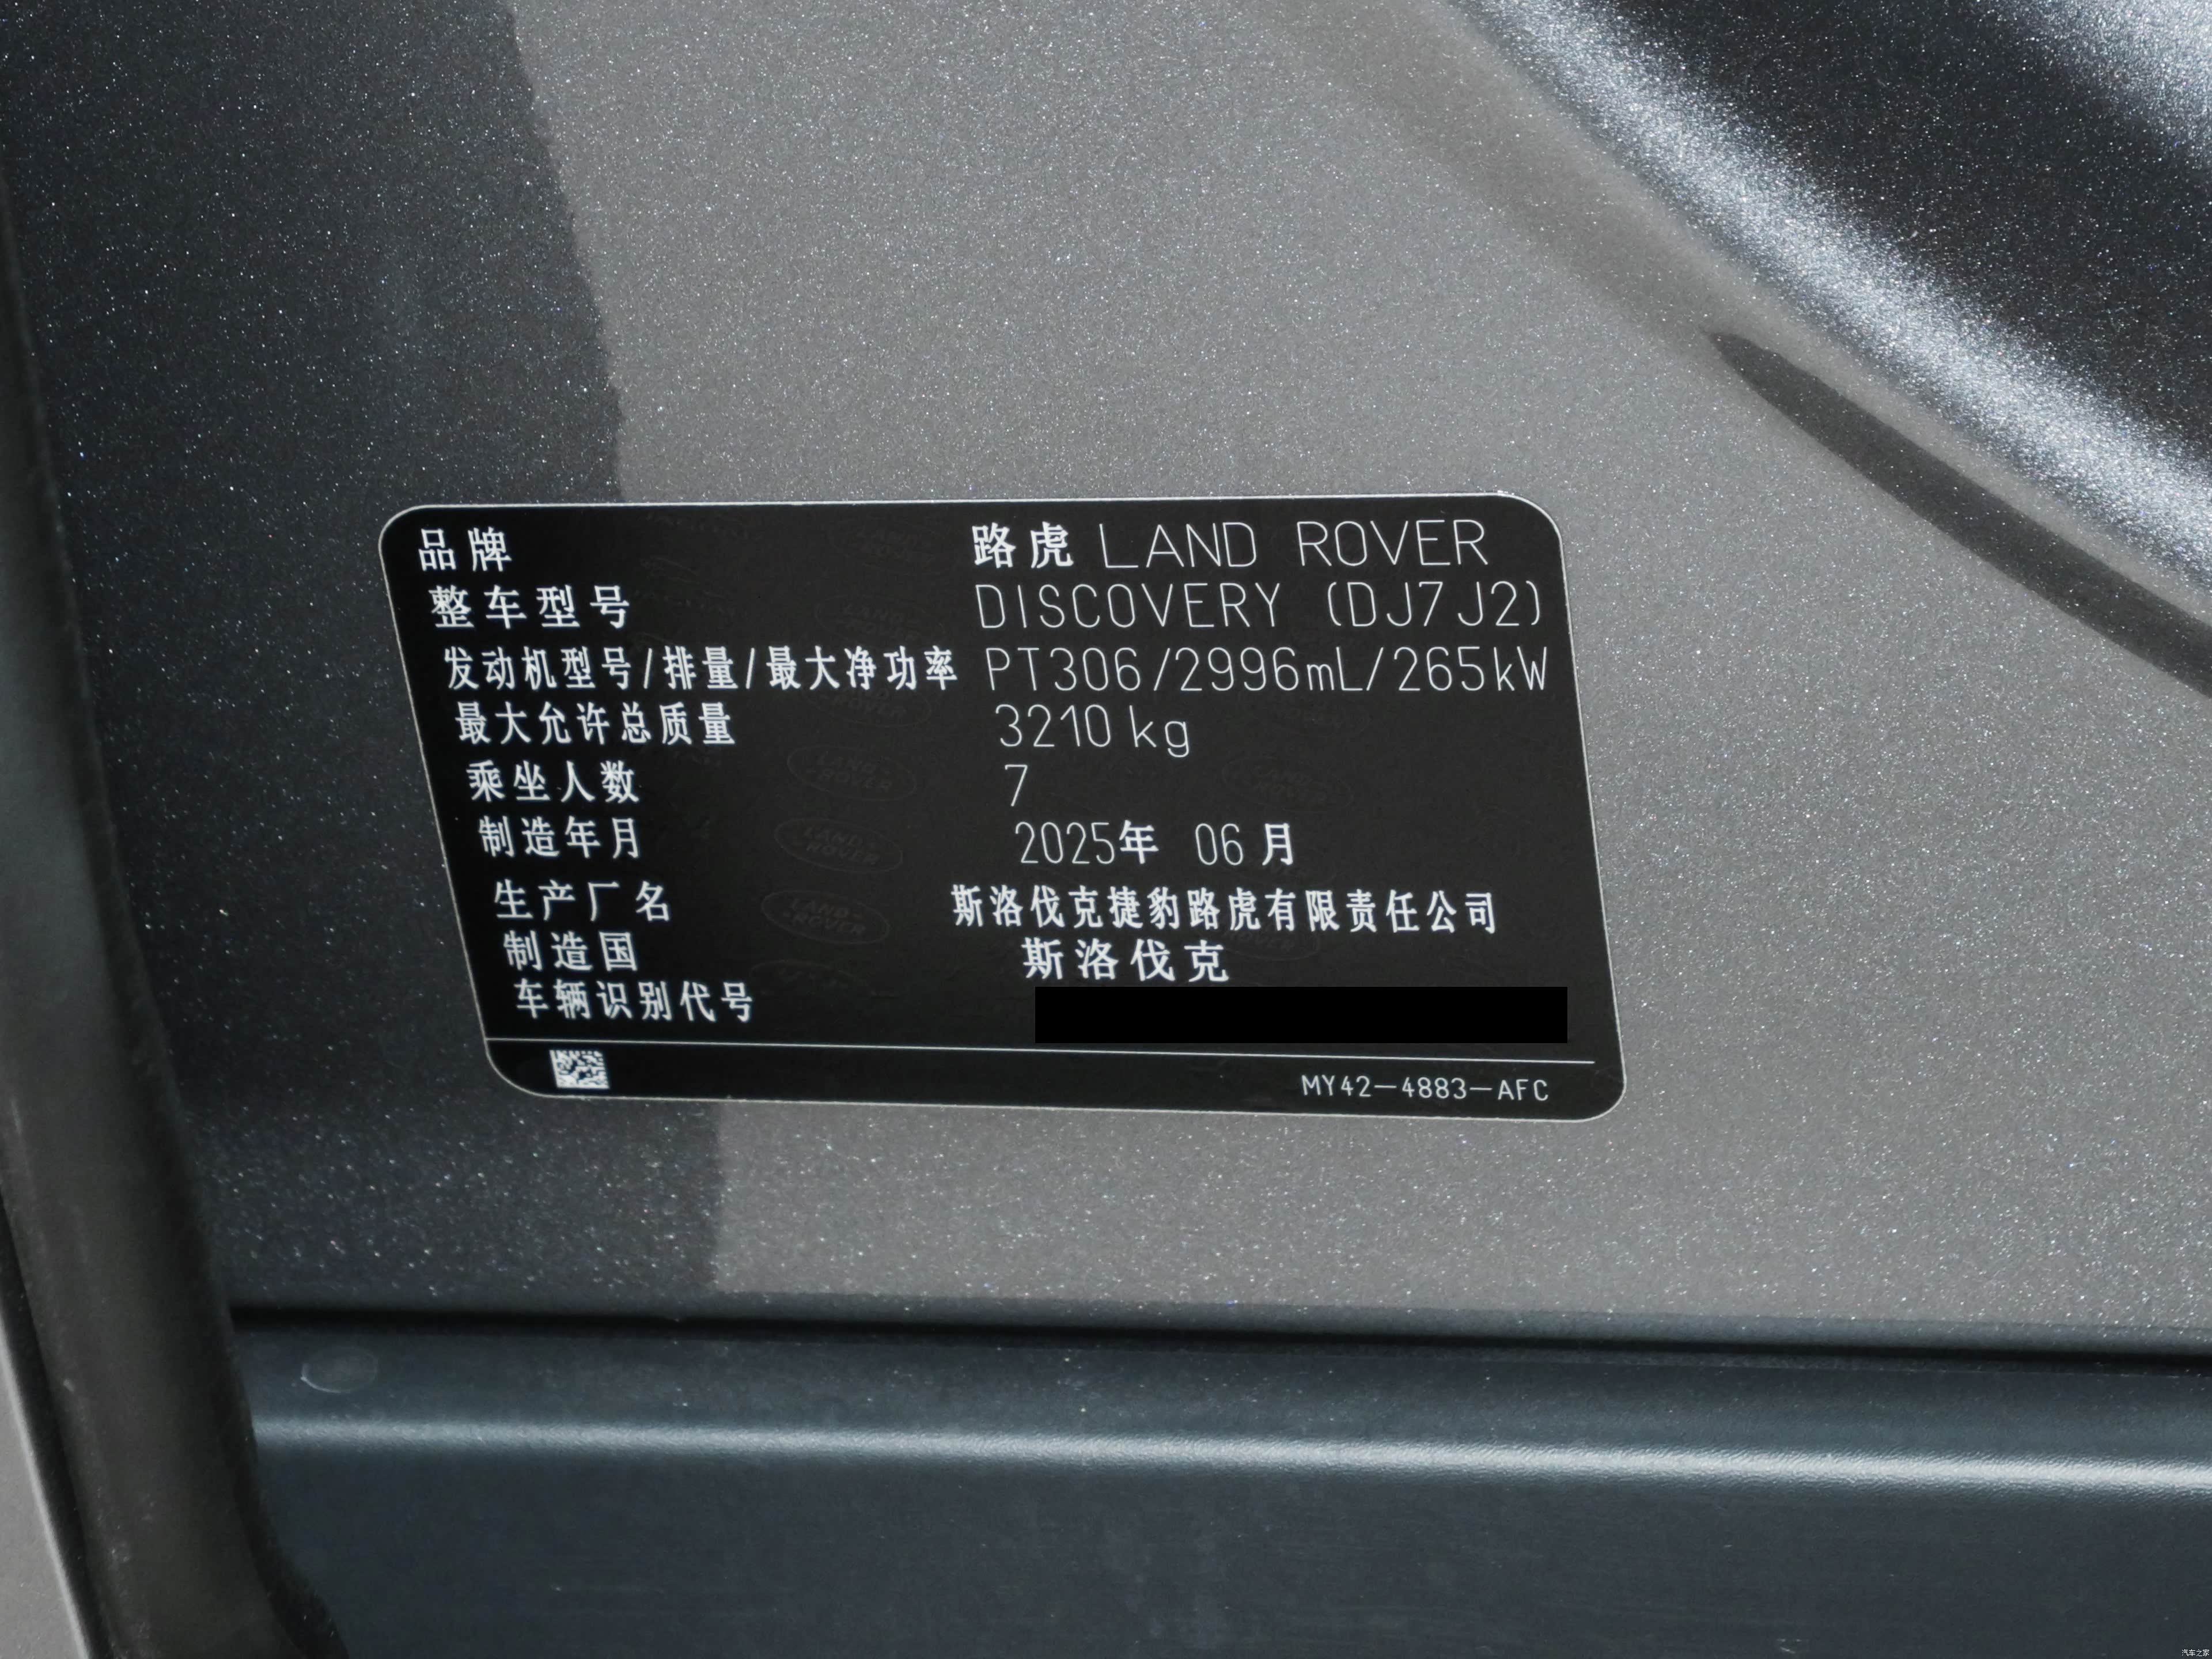 品牌 路虎 LAND ROVER
整车型号 DISCOVERY (DJ7J2)
发动机型号/排量/最大净功率 PT306/2996mL/265kW
最大允许总质量 3210 kg
乘坐人数 7
制造年月 2025年 06月
生产厂名 斯洛伐克捷豹路虎有限责任公司
制造国 斯洛伐克
车辆识别代号
MY42-4883-AFC
汽车之家